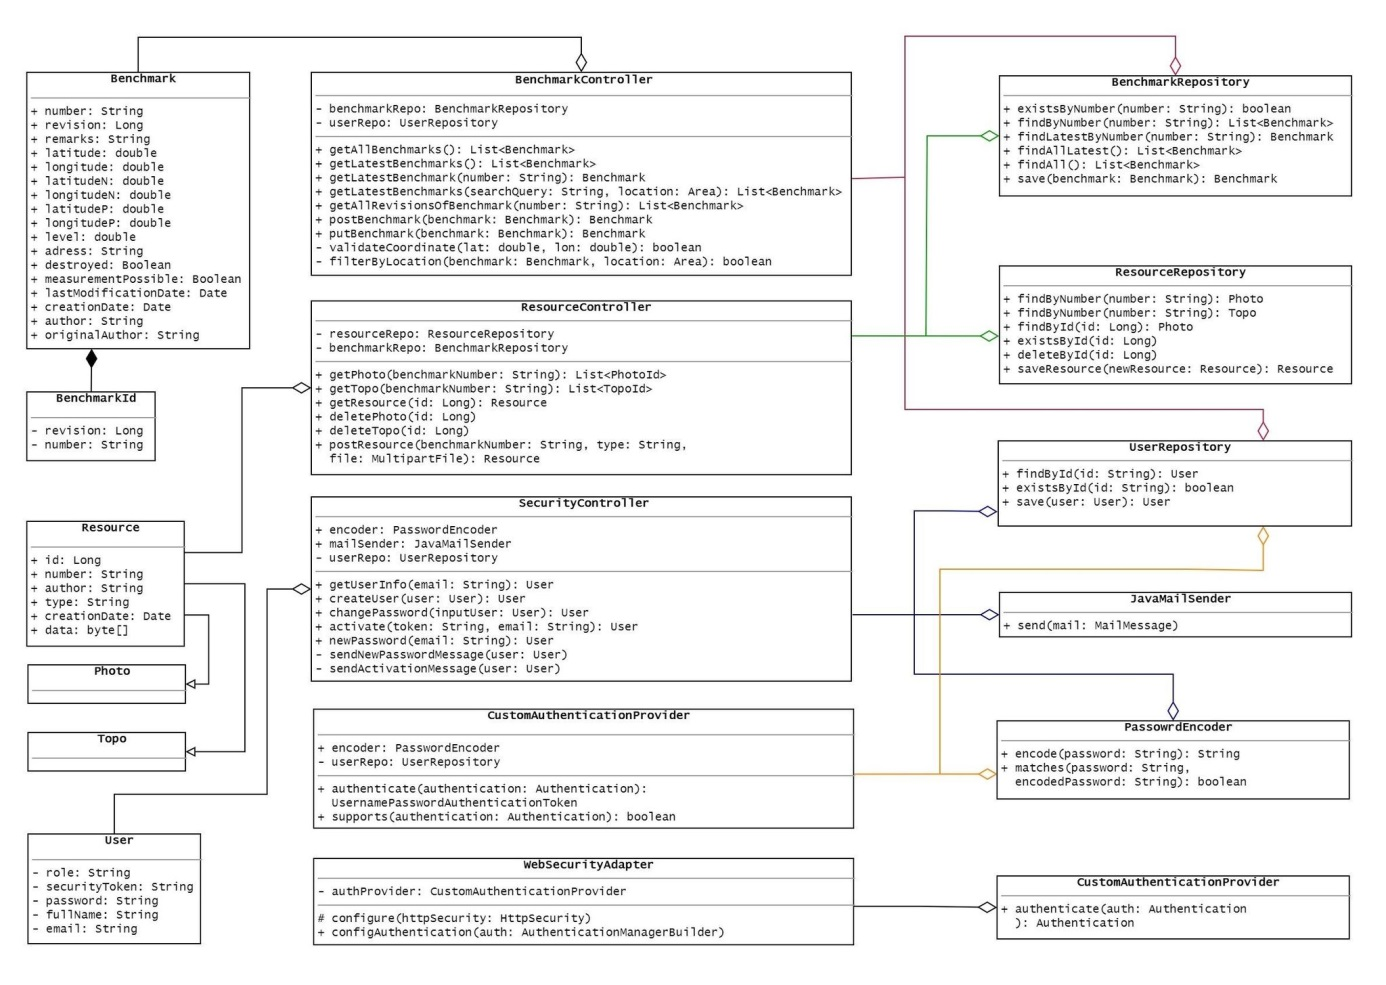 Benchmark
+ number: String
+ revision: Long
+ remarks: String
+ latitude: double
+ longitude: double
+ latitudeN: double
+ longitudeN: double
+ latitudeP: double
+ longitudeP: double
+ level: double
+ adress: String
+ destroyed: Boolean
+ measurementPossible: Boolean
+ lastModificationDate: Date
+ creationDate: Date
+ author: String
+ originalAuthor: String
BenchmarkId
- revision: Long
- number: String
Resource
+ id: Long
+ number: String
+ author: String
+ type: String
+ creationDate: Date
+ data: byte[]
Photo
Topo
User
- role: String
- securityToken: String
- password: String
- fullName: String
- email: String
BenchmarkController
- benchmarkRepo: BenchmarkRepository
- userRepo: UserRepository
+ getAllBenchmarks(): List<Benchmark>
+ getLatestBenchmarks(): List<Benchmark>
+ getLatestBenchmark(number: String): Benchmark
+ getLatestBenchmarks(searchQuery: String, location: Area): List<Benchmark>
+ getAllRevisionsOfBenchmark(number: String): List<Benchmark>
+ postBenchmark(benchmark: Benchmark): Benchmark
+ putBenchmark(benchmark: Benchmark): Benchmark
- validateCoordinate(lat: double, lon: double): boolean
- filterByLocation(benchmark: Benchmark, location: Area): boolean
ResourceController
- resourceRepo: ResourceRepository
- benchmarkRepo: BenchmarkRepository
+ getPhoto(benchmarkNumber: String): List<PhotoId>
+ getTopo(benchmarkNumber: String): List<TopoId>
+ getResource(id: Long): Resource
+ deletePhoto(id: Long)
+ deleteTopo(id: Long)
+ postResource(benchmarkNumber: String, type: String,
file: MultipartFile): Resource
SecurityController
+ encoder: PasswordEncoder
+ mailSender: JavaMailSender
- userRepo: UserRepository
+ getUserInfo(email: String): User
+ createUser(user: User): User
+ changePassword(inputUser: User): User
+ activate(token: String, email: String): User
+ newPassword(email: String): User
- sendNewPasswordMessage(user: User)
- sendActivationMessage(user: User)
CustomAuthenticationProvider
+ encoder: PasswordEncoder
- userRepo: UserRepository
+ authenticate(authentication: Authentication):
UsernamePasswordAuthenticationToken
+ supports(authentication: Authentication): boolean
WebSecurityAdapter
- authProvider: CustomAuthenticationProvider
# configure(httpSecurity: HttpSecurity)
+ configAuthentication(auth: AuthenticationManagerBuilder)
BenchmarkRepository
+ existsByNumber(number: String): boolean
+ findByNumber(number: String): List<Benchmark>
+ findLatestByNumber(number: String): Benchmark
+ findAllLatest(): List<Benchmark>
+ findAll(): List<Benchmark>
+ save(benchmark: Benchmark): Benchmark
ResourceRepository
+ findByNumber(number: String): Photo
+ findByNumber(number: String): Topo
+ findById(id: Long): Photo
+ existsById(id: Long)
+ deleteById(id: Long)
+ saveResource(newResource: Resource): Resource
UserRepository
+ findById(id: String): User
+ existsById(id: String): boolean
+ save(user: User): User
JavaMailSender
+ send(mail: MailMessage)
PassowrdEncoder
+ encode(password: String): String
+ matches(password: String,
encodedPassword: String): boolean
CustomAuthenticationProvider
+ authenticate(auth: Authentication
): Authentication